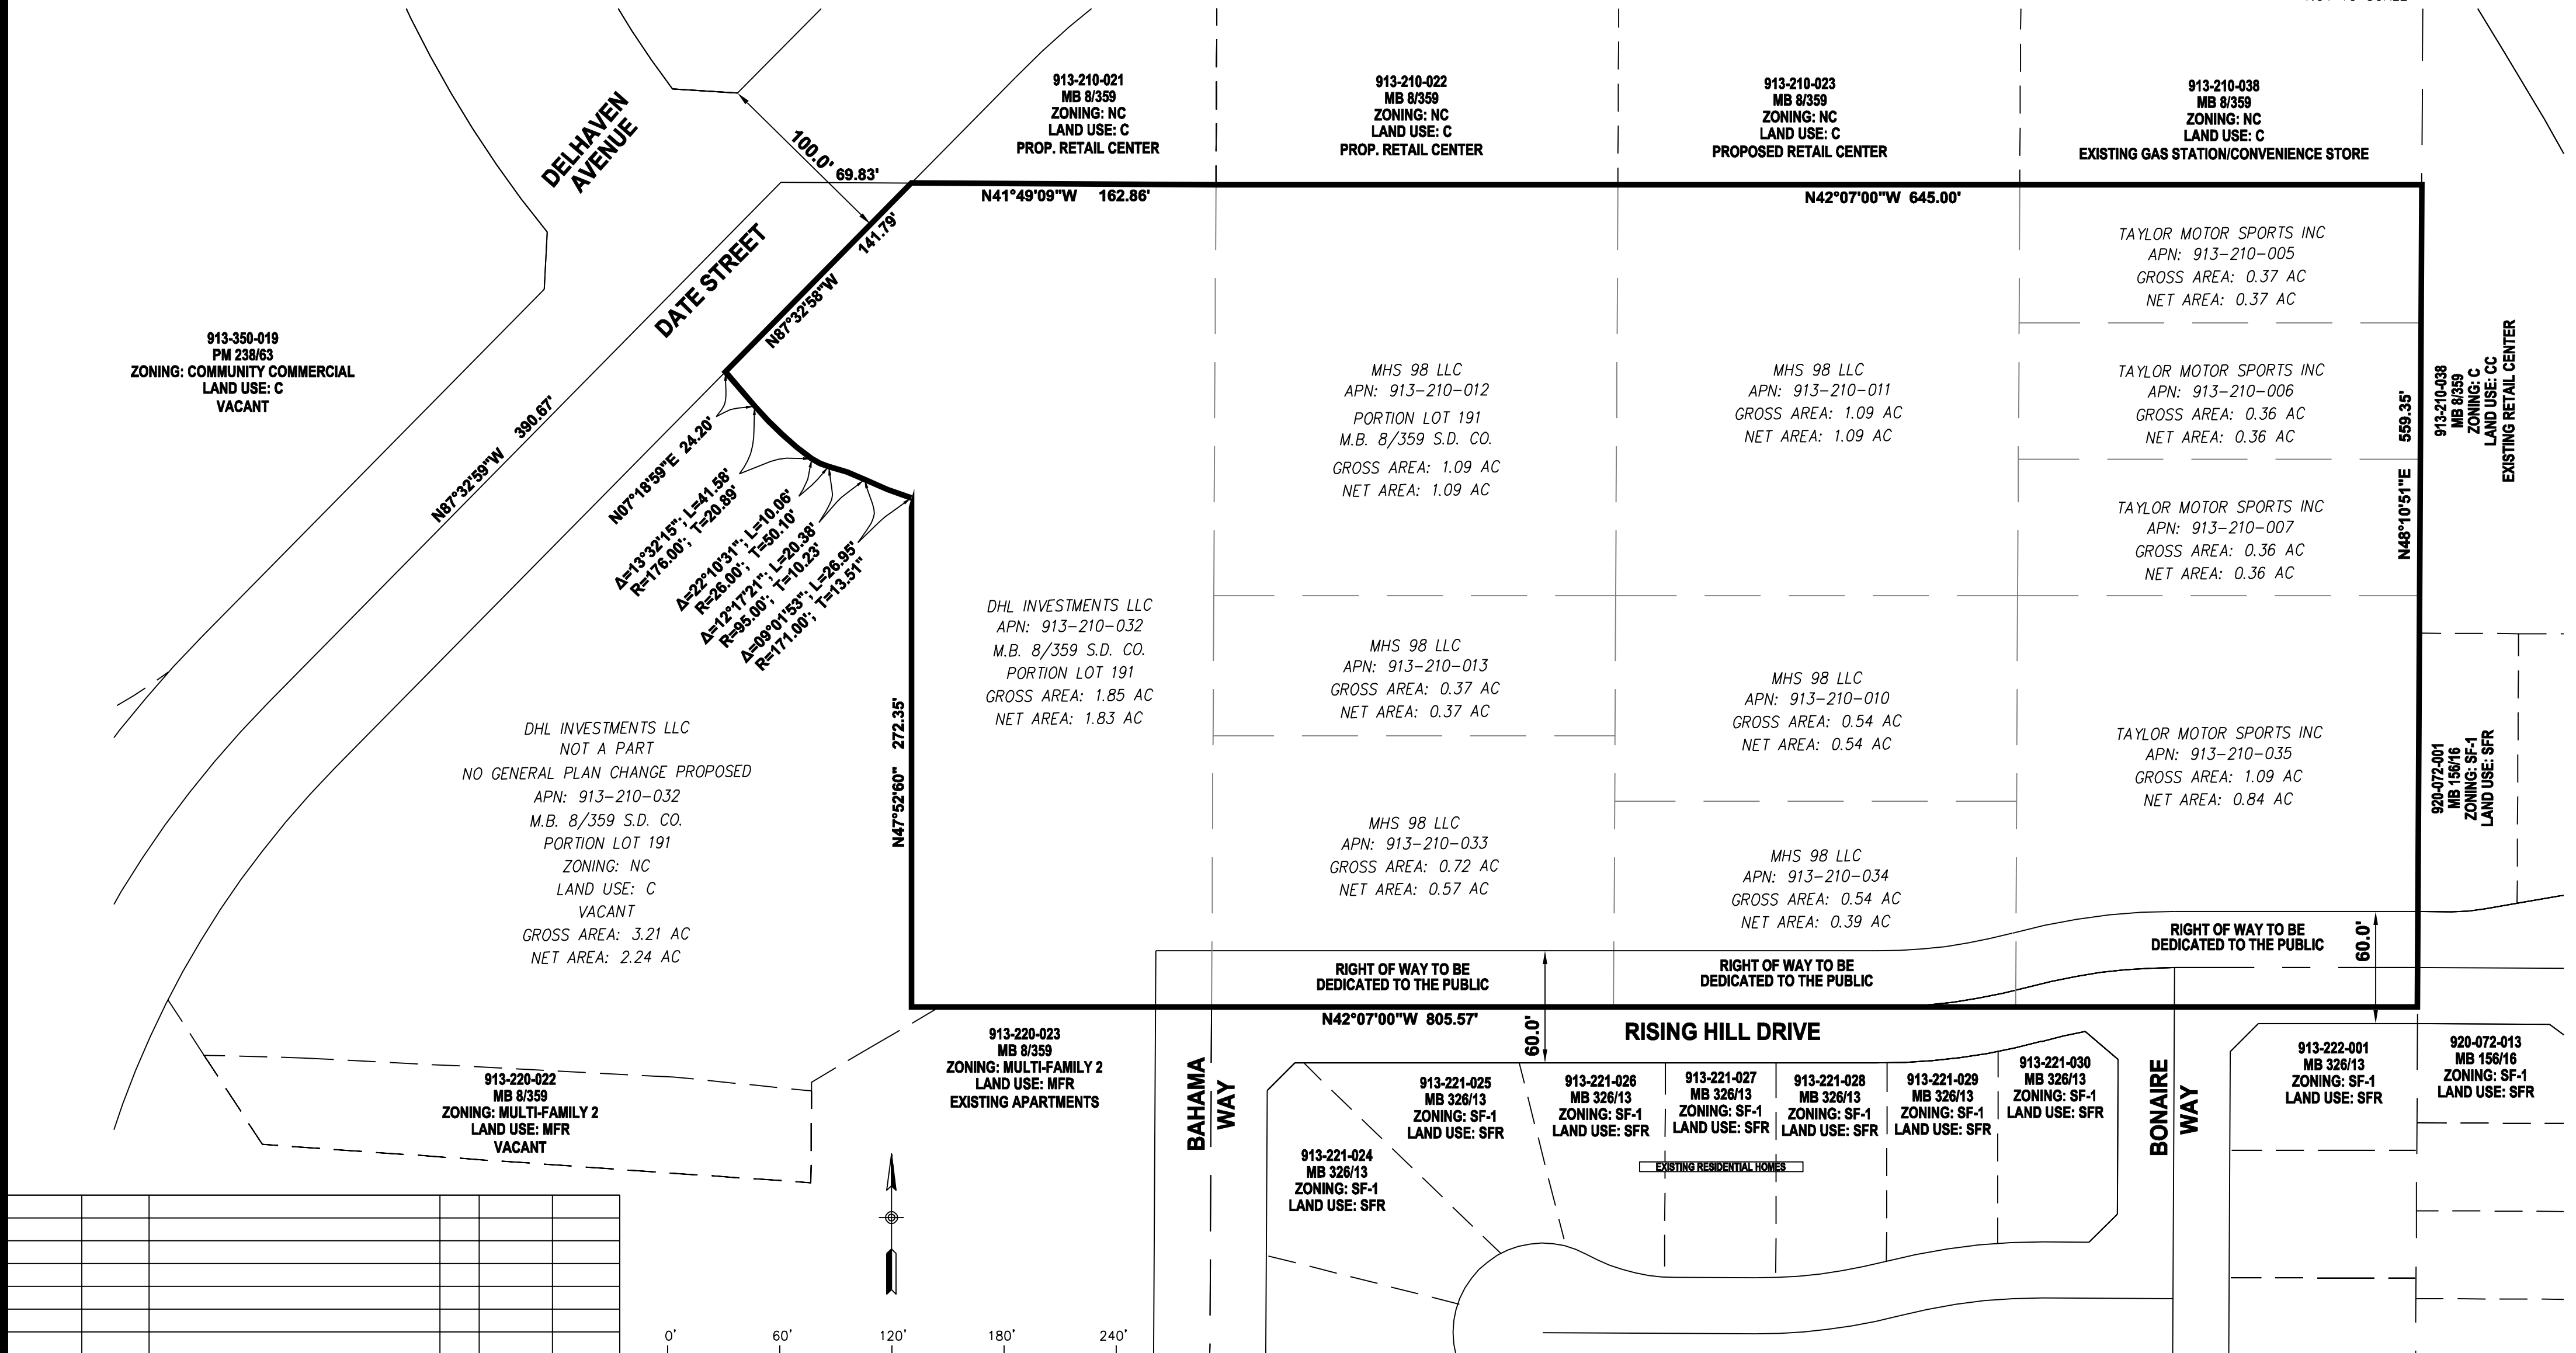 DELHAVEN
AVENUE
100.0'
69.83'
DATE STREET
141.79'
N87°32'58"W
913-210-021
MB 8/359
ZONING: NC
LAND USE: C
PROP. RETAIL CENTER
913-210-022
MB 8/359
ZONING: NC
LAND USE: C
PROP. RETAIL CENTER
913-210-023
MB 8/359
ZONING: NC
LAND USE: C
PROPOSED RETAIL CENTER
913-210-038
MB 8/359
ZONING: NC
LAND USE: C
EXISTING GAS STATION/CONVENIENCE STORE
N41°49'09"W 162.86'
N42°07'00"W 645.00'
913-350-019
PM 238/63
ZONING: COMMUNITY COMMERCIAL
LAND USE: C
VACANT
N87°32'59"W 390.67'
N07°18'59"E 24.20'
Δ=13°32'15"; L=41.58'
R=176.00'; T=20.89'
Δ=22°10'31"; L=10.06'
R=26.00'; T=50.10'
Δ=12°17'21"; L=20.38'
R=95.00'; T=10.23'
Δ=09°01'53"; L=26.95'
R=171.00'; T=13.51"
TAYLOR MOTOR SPORTS INC
APN: 913-210-005
GROSS AREA: 0.37 AC
NET AREA: 0.37 AC
MHS 98 LLC
APN: 913-210-012
PORTION LOT 191
M.B. 8/359 S.D. CO.
GROSS AREA: 1.09 AC
NET AREA: 1.09 AC
MHS 98 LLC
APN: 913-210-011
GROSS AREA: 1.09 AC
NET AREA: 1.09 AC
TAYLOR MOTOR SPORTS INC
APN: 913-210-006
GROSS AREA: 0.36 AC
NET AREA: 0.36 AC
TAYLOR MOTOR SPORTS INC
APN: 913-210-007
GROSS AREA: 0.36 AC
NET AREA: 0.36 AC
N48°10'51"E 559.35'
913-210-038
MB 8/359
ZONING: C
LAND USE: CC
EXISTING RETAIL CENTER
DHL INVESTMENTS LLC
APN: 913-210-032
M.B. 8/359 S.D. CO.
PORTION LOT 191
GROSS AREA: 1.85 AC
NET AREA: 1.83 AC
MHS 98 LLC
APN: 913-210-013
GROSS AREA: 0.37 AC
NET AREA: 0.37 AC
MHS 98 LLC
APN: 913-210-010
GROSS AREA: 0.54 AC
NET AREA: 0.54 AC
TAYLOR MOTOR SPORTS INC
APN: 913-210-035
GROSS AREA: 1.09 AC
NET AREA: 0.84 AC
920-072-001
MB 156/16
ZONING: SF-1
LAND USE: SFR
DHL INVESTMENTS LLC
NOT A PART
NO GENERAL PLAN CHANGE PROPOSED
APN: 913-210-032
M.B. 8/359 S.D. CO.
PORTION LOT 191
ZONING: NC
LAND USE: C
VACANT
GROSS AREA: 3.21 AC
NET AREA: 2.24 AC
N47°52'60" 272.35'
MHS 98 LLC
APN: 913-210-033
GROSS AREA: 0.72 AC
NET AREA: 0.57 AC
MHS 98 LLC
APN: 913-210-034
GROSS AREA: 0.54 AC
NET AREA: 0.39 AC
RIGHT OF WAY TO BE
DEDICATED TO THE PUBLIC
RIGHT OF WAY TO BE
DEDICATED TO THE PUBLIC
RIGHT OF WAY TO BE
DEDICATED TO THE PUBLIC
60.0'
N42°07'00"W 805.57'
60.0'
RISING HILL DRIVE
913-220-023
MB 8/359
ZONING: MULTI-FAMILY 2
LAND USE: MFR
EXISTING APARTMENTS
913-220-022
MB 8/359
ZONING: MULTI-FAMILY 2
LAND USE: MFR
VACANT
BAHAMA
WAY
913-221-024
MB 326/13
ZONING: SF-1
LAND USE: SFR
913-221-025
MB 326/13
ZONING: SF-1
LAND USE: SFR
913-221-026
MB 326/13
ZONING: SF-1
LAND USE: SFR
913-221-027
MB 326/13
ZONING: SF-1
LAND USE: SFR
913-221-028
MB 326/13
ZONING: SF-1
LAND USE: SFR
913-221-029
MB 326/13
ZONING: SF-1
LAND USE: SFR
913-221-030
MB 326/13
ZONING: SF-1
LAND USE: SFR
EXISTING RESIDENTIAL HOMES
BONAIRE
WAY
913-222-001
MB 326/13
ZONING: SF-1
LAND USE: SFR
920-072-013
MB 156/16
ZONING: SF-1
LAND USE: SFR
0' 60' 120' 180' 240'